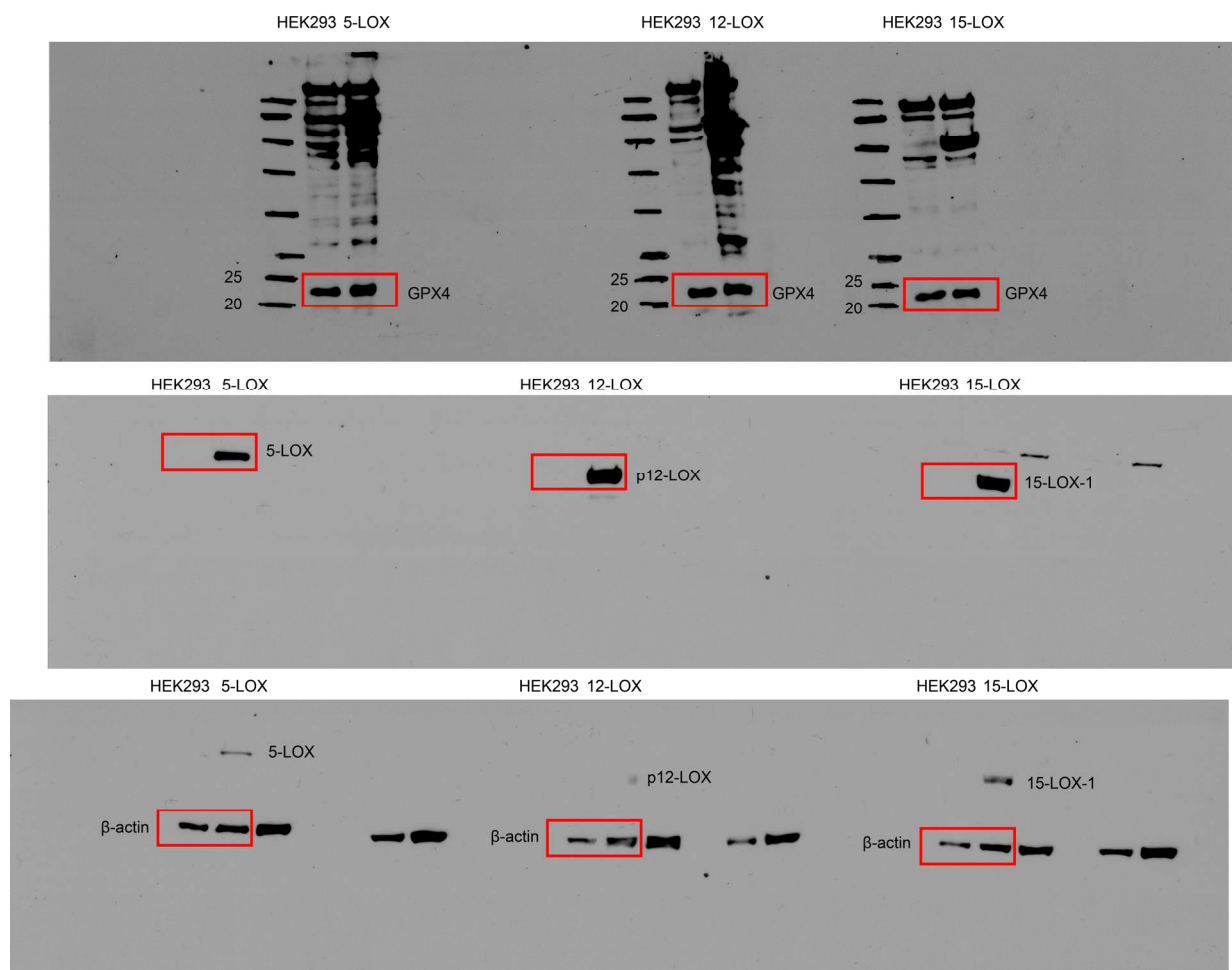 HEK293 5-LOX HEK293 12-LOX HEK293 15-LOX
25 25 25
GPX4 GPX4 GPX4
20 20 20
HEK293 5-LOX HEK293 12-LOX HEK293 15-LOX
5-LOX p12-LOX 15-LOX-1
HEK293 5-LOX HEK293 12-LOX HEK293 15-LOX
5-LOX p12-LOX 15-LOX-1
β-actin β-actin β-actin